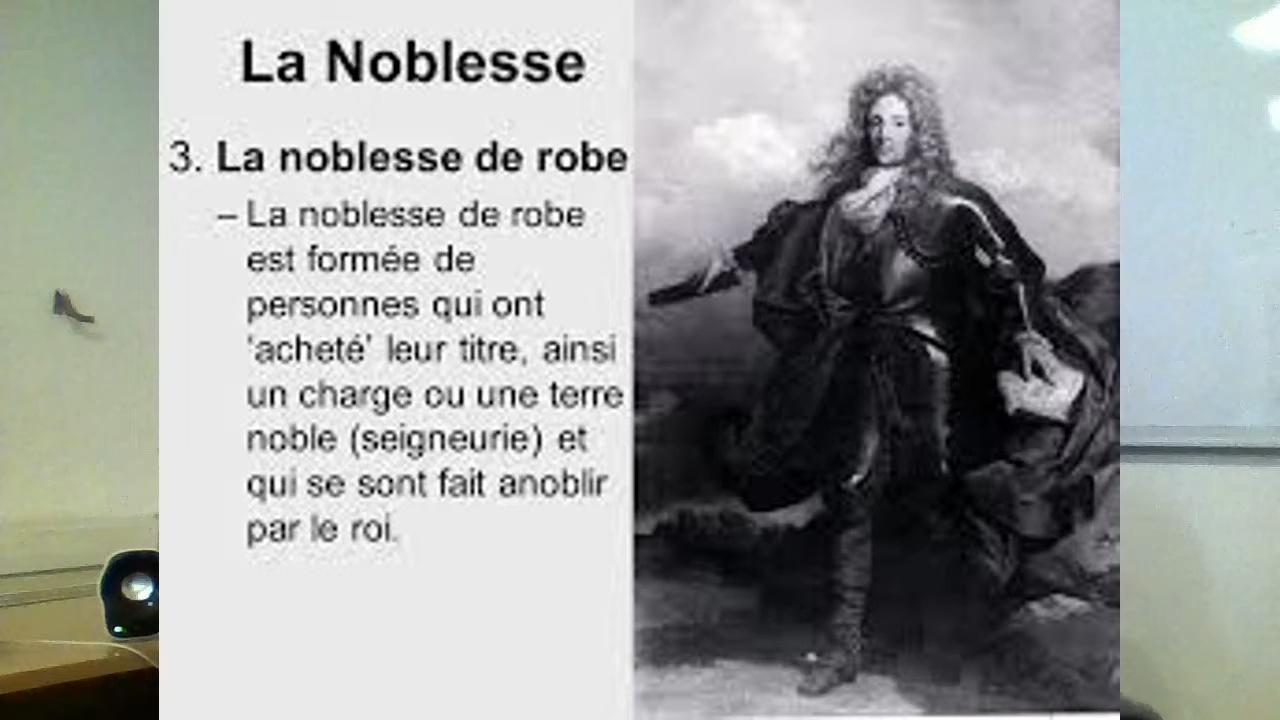 La Noblesse
3. La noblesse de robe
– La noblesse de robe
est formée de
personnes qui ont
‘acheté’ leur titre, ainsi
un charge ou une terre
noble (seigneurie) et
qui se sont fait anoblir
par le roi.